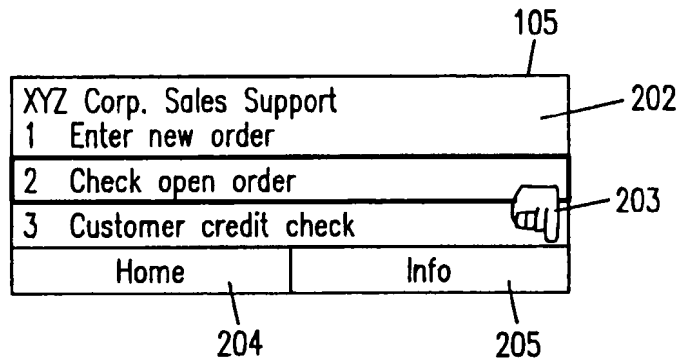 105
XYZ Corp. Sales Support
202
1 Enter new order
2 Check open order
203
3 Customer credit check
Home Info
204 205